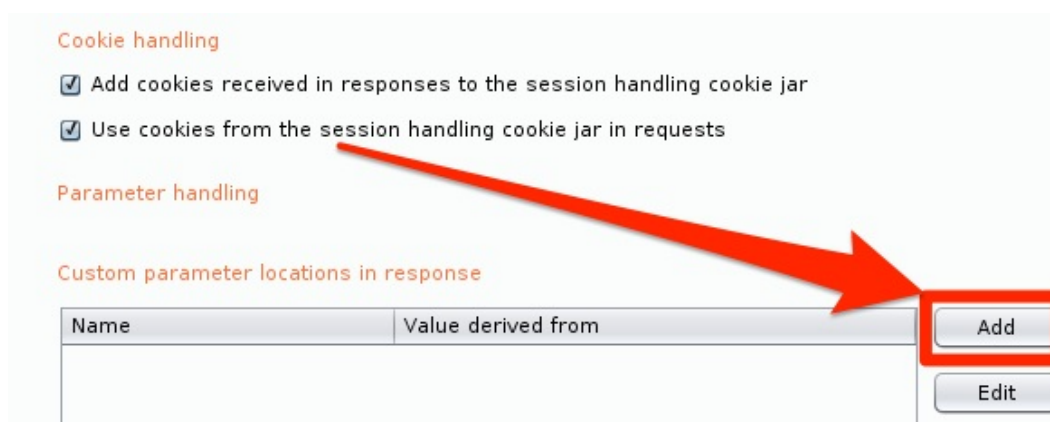 Cookie handling
Add cookies received in responses to the session handling cookie jar
Use cookies from the session handling cookie jar in requests
Parameter handling
Custom parameter locations in response
Name Value derived from Add
Edit